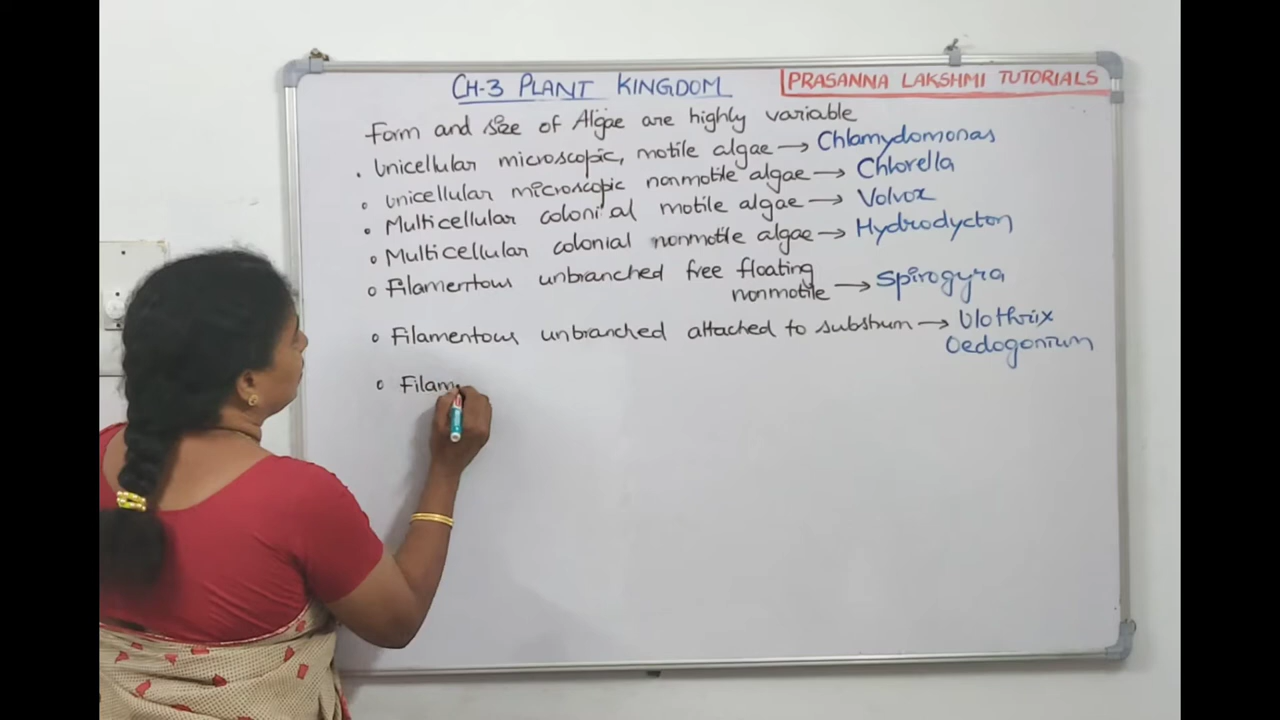 CH-3 PLANT KINGDOM
PRASANNA LAKSHMI TUTORIALS
Form and size of Algae are highly variable
. Unicellular microscopic, motile algae → Chlamydomonas
∘ Unicellular microscopic nonmotile algae → Chlorella
∘ Multicellular colonial motile algae → Volvox
∘ Multicellular colonial nonmotile algae → Hydrodycton
∘ Filamentous unbranched free floating
nonmotile → Spirogyra
∘ Filamentous unbranched attached to substrum → Ulothrix
Oedogonium
∘ Filam